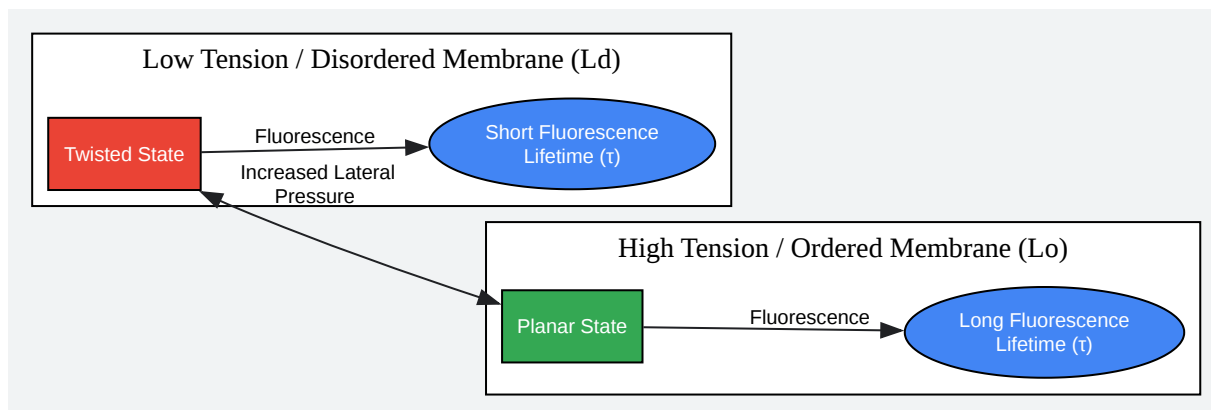 Low Tension / Disordered Membrane (Ld)
Twisted State
Fluorescence
Short Fluorescence
Lifetime (τ)
Increased Lateral
Pressure
High Tension / Ordered Membrane (Lo)
Planar State
Fluorescence
Long Fluorescence
Lifetime (τ)